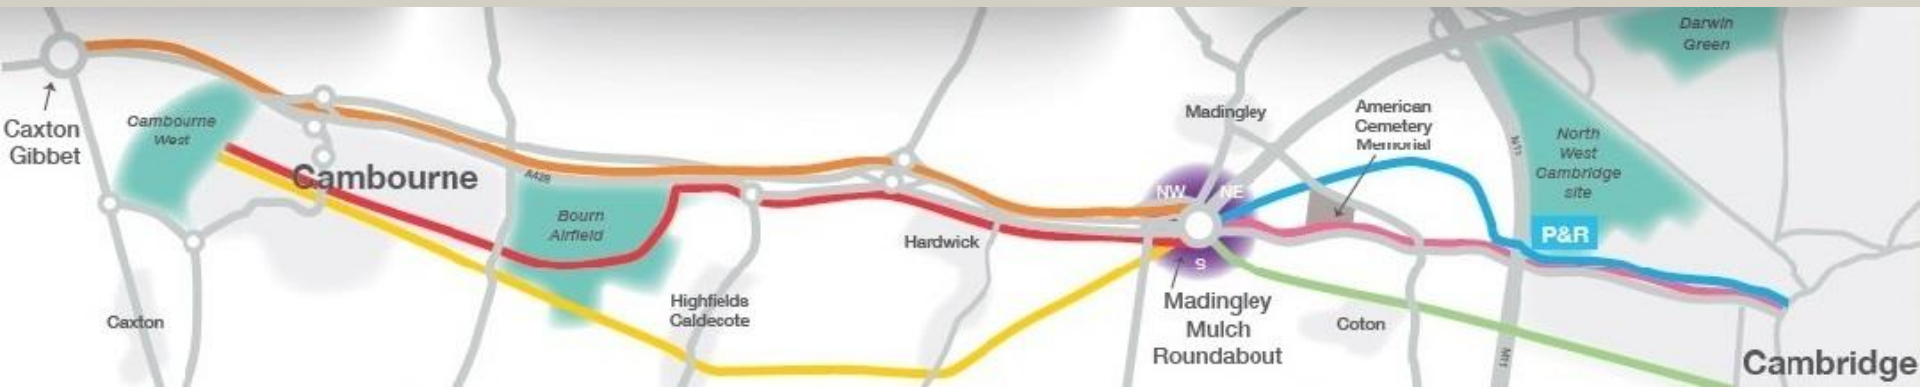 Darwin
Green
Caxton
Gibbet
Cambourne
West
Cambourne
A428
Bourn
Airfield
Caxton
Highfields
Caldecote
Hardwick
Madingley
American
Cemetery
Memorial
NW
NE
S
Madingley
Mulch
Roundabout
Coton
M11
North
West
Cambridge
site
P&R
M11
Cambridge